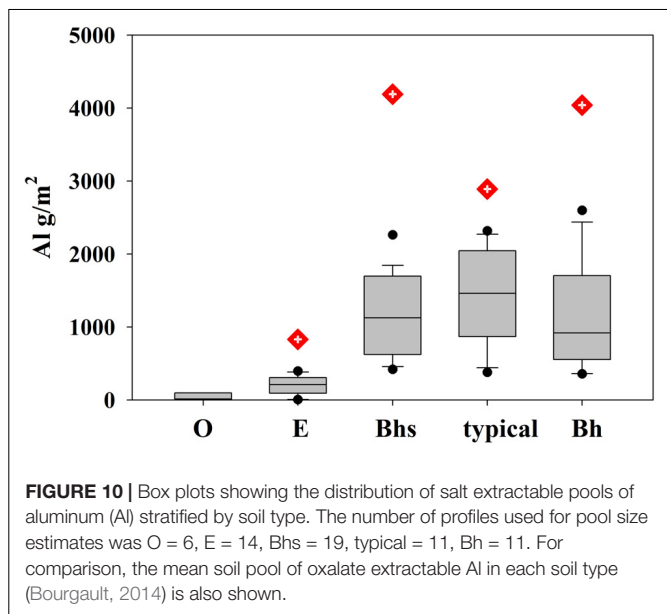 5000
4000
3000
2000
1000
0
Al g/m²
O E Bhs typical Bh
FIGURE 10 | Box plots showing the distribution of salt extractable pools of
aluminum (Al) stratified by soil type. The number of profiles used for pool size
estimates was O = 6, E = 14, Bhs = 19, typical = 11, Bh = 11. For
comparison, the mean soil pool of oxalate extractable Al in each soil type
(Bourgault, 2014) is also shown.